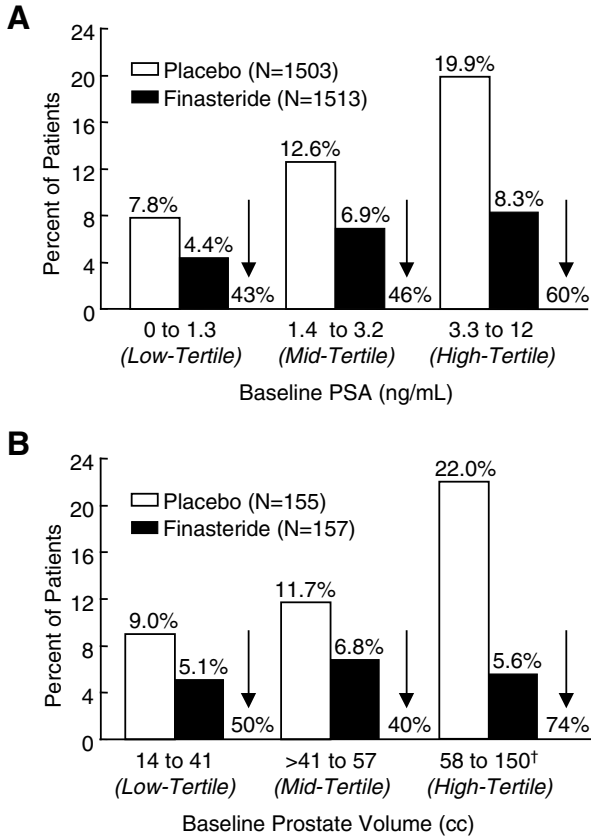 A
24
20
16
12
8
4
0
Percent of Patients
Placebo (N=1503)
Finasteride (N=1513)
7.8%
4.4%
43%
12.6%
6.9%
46%
19.9%
8.3%
60%
0 to 1.3
(Low-Tertile)
1.4 to 3.2
(Mid-Tertile)
3.3 to 12
(High-Tertile)
Baseline PSA (ng/mL)
B
24
20
16
12
8
4
0
Percent of Patients
Placebo (N=155)
Finasteride (N=157)
9.0%
5.1%
50%
11.7%
6.8%
40%
22.0%
5.6%
74%
14 to 41
(Low-Tertile)
>41 to 57
(Mid-Tertile)
58 to 150†
(High-Tertile)
Baseline Prostate Volume (cc)